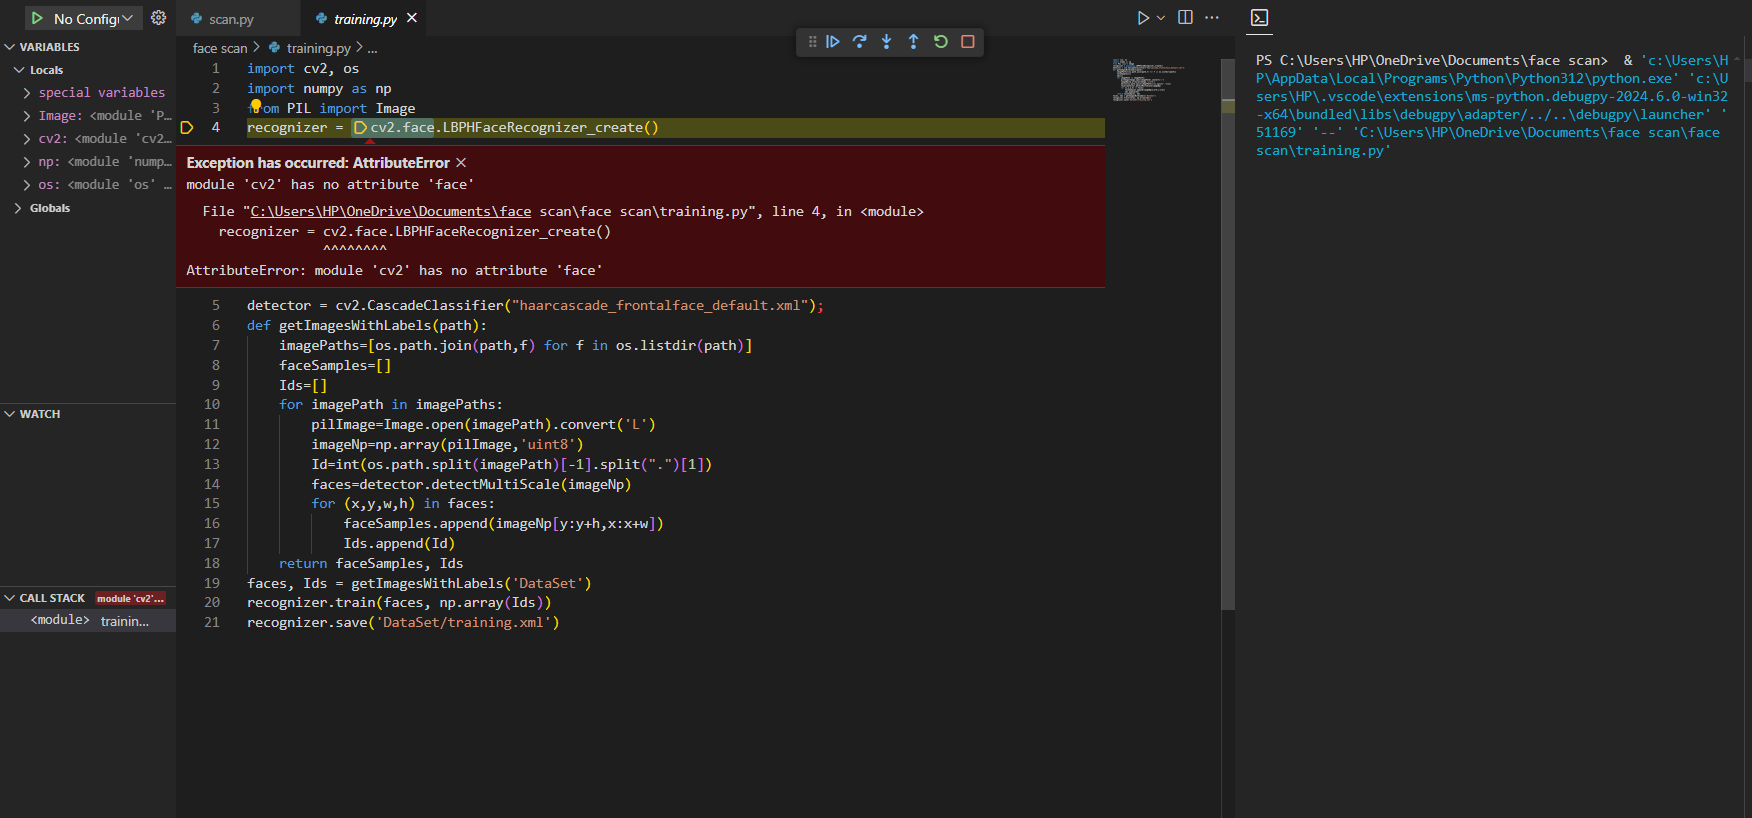 No Config
scan.py
training.py
VARIABLES
Locals
special variables
Image: <module 'P...
cv2: <module 'cv2...
np: <module 'nump...
os: <module 'os' ...
Globals
WATCH
CALL STACK module 'cv2'...
<module> trainin...
face scan > training.py > ...
1 import cv2, os
2 import numpy as np
3 from PIL import Image
4 recognizer = cv2.face.LBPHFaceRecognizer_create()
Exception has occurred: AttributeError
module 'cv2' has no attribute 'face'
File "C:\Users\HP\OneDrive\Documents\face scan\face scan\training.py", line 4, in <module>
recognizer = cv2.face.LBPHFaceRecognizer_create()
^^^^^^^^
AttributeError: module 'cv2' has no attribute 'face'
5 detector = cv2.CascadeClassifier("haarcascade_frontalface_default.xml");
6 def getImagesWithLabels(path):
7 imagePaths=[os.path.join(path,f) for f in os.listdir(path)]
8 faceSamples=[]
9 Ids=[]
10 for imagePath in imagePaths:
11 pilImage=Image.open(imagePath).convert('L')
12 imageNp=np.array(pilImage,'uint8')
13 Id=int(os.path.split(imagePath)[-1].split(".")[1])
14 faces=detector.detectMultiScale(imageNp)
15 for (x,y,w,h) in faces:
16 faceSamples.append(imageNp[y:y+h,x:x+w])
17 Ids.append(Id)
18 return faceSamples, Ids
19 faces, Ids = getImagesWithLabels('DataSet')
20 recognizer.train(faces, np.array(Ids))
21 recognizer.save('DataSet/training.xml')
PS C:\Users\HP\OneDrive\Documents\face scan> & 'c:\Users\H
P\AppData\Local\Programs\Python\Python312\python.exe' 'c:\U
sers\HP\.vscode\extensions\ms-python.debugpy-2024.6.0-win32
-x64\bundled\libs\debugpy\adapter/../..\debugpy\launcher' '
51169' '--' 'C:\Users\HP\OneDrive\Documents\face scan\face
scan\training.py'